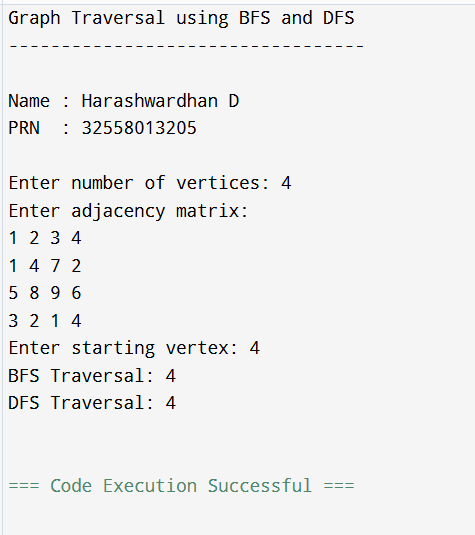 Graph Traversal using BFS and DFS
----------------------------------
Name : Harashwardhan D
PRN  : 32558013205
Enter number of vertices: 4
Enter adjacency matrix:
1 2 3 4
1 4 7 2
5 8 9 6
3 2 1 4
Enter starting vertex: 4
BFS Traversal: 4
DFS Traversal: 4
=== Code Execution Successful ===